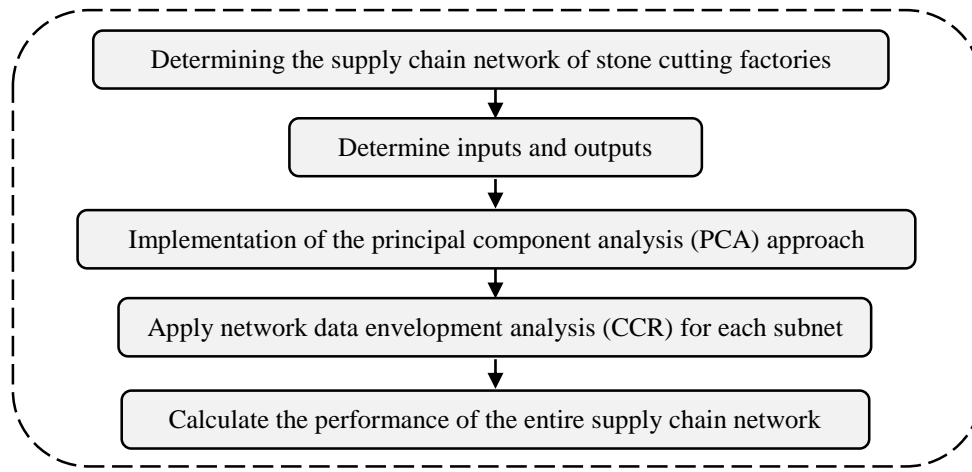 Determining the supply chain network of stone cutting factories
Determine inputs and outputs
Implementation of the principal component analysis (PCA) approach
Apply network data envelopment analysis (CCR) for each subnet
Calculate the performance of the entire supply chain network